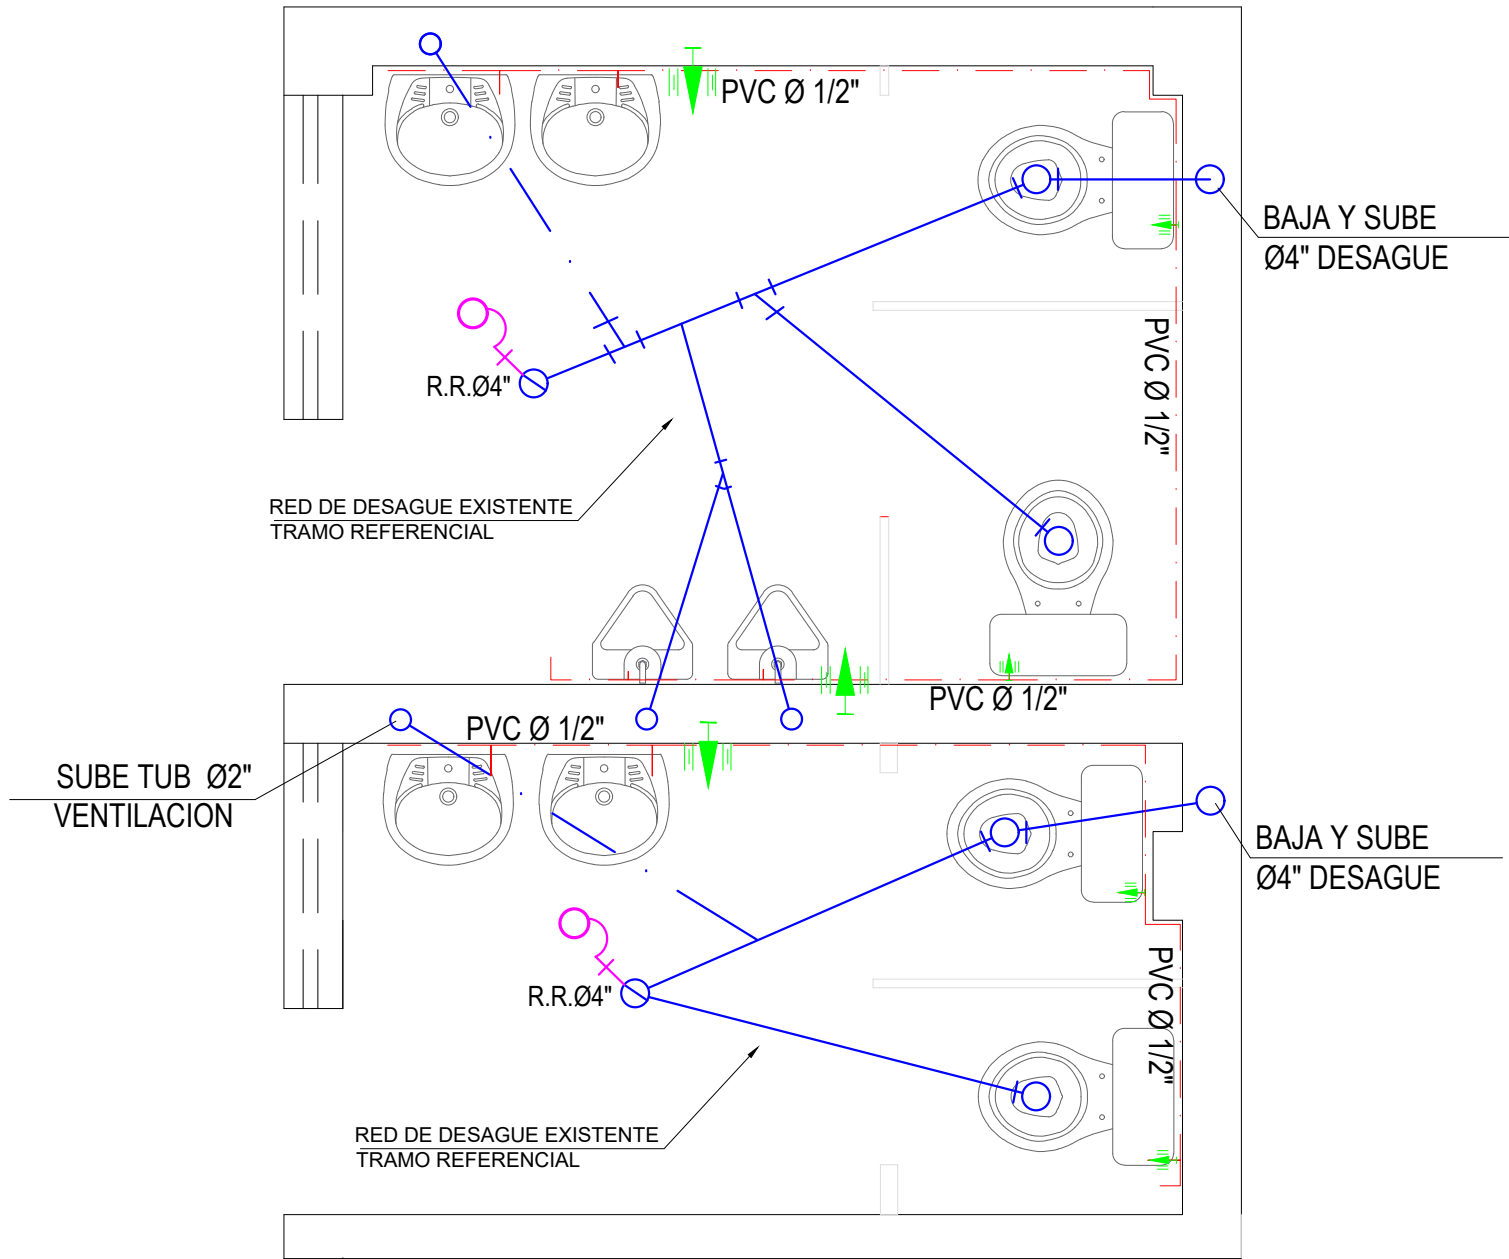 PVC Ø 1/2"
BAJA Y SUBE
Ø4" DESAGUE
PVC Ø 1/2"
R.R.Ø4"
RED DE DESAGUE EXISTENTE
TRAMO REFERENCIAL
PVC Ø 1/2"
PVC Ø 1/2"
SUBE TUB Ø2"
VENTILACION
BAJA Y SUBE
Ø4" DESAGUE
R.R.Ø4"
PVC Ø 1/2"
RED DE DESAGUE EXISTENTE
TRAMO REFERENCIAL